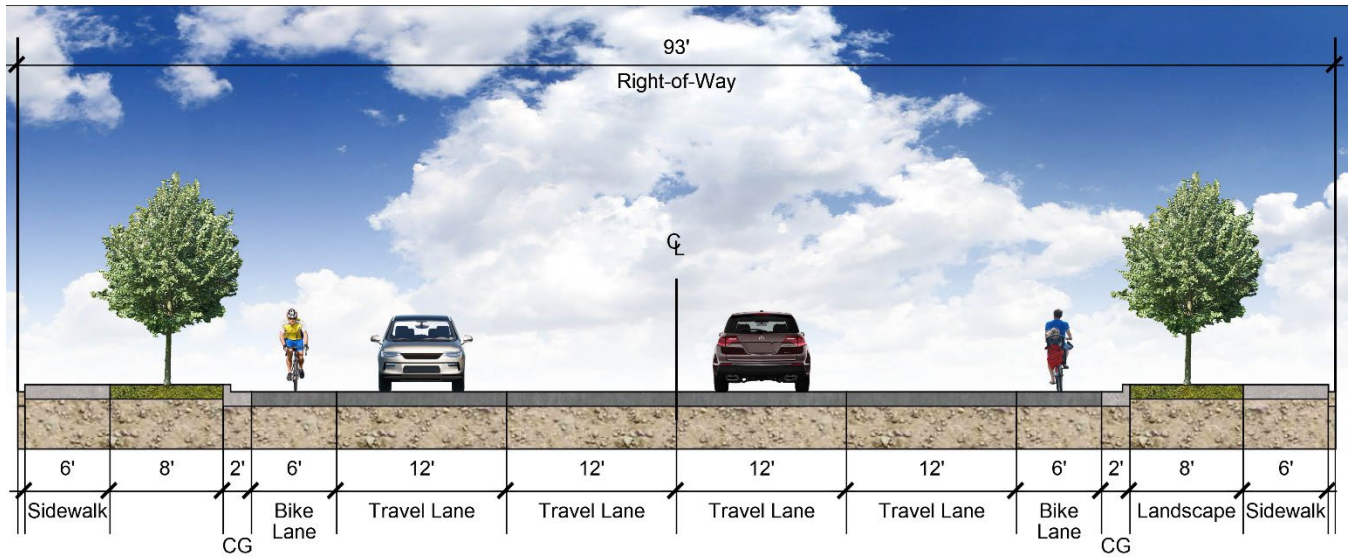 93'
Right-of-Way
℄
6' 8' 2' 6' 12' 12' 12' 12' 6' 2' 8' 6'
Sidewalk Bike Lane Travel Lane Travel Lane Travel Lane Travel Lane Bike Lane Landscape Sidewalk
CG CG